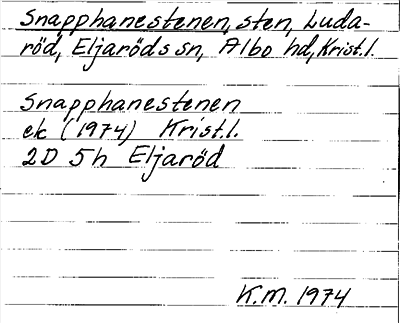 Snapphanestenen, sten, Luda-
röd, Eljaröds sn, Albo hd, Krist.l.
Snapphanestenen
ek (1974) Krist.l.
2D 5h Eljaröd
K.M. 1974